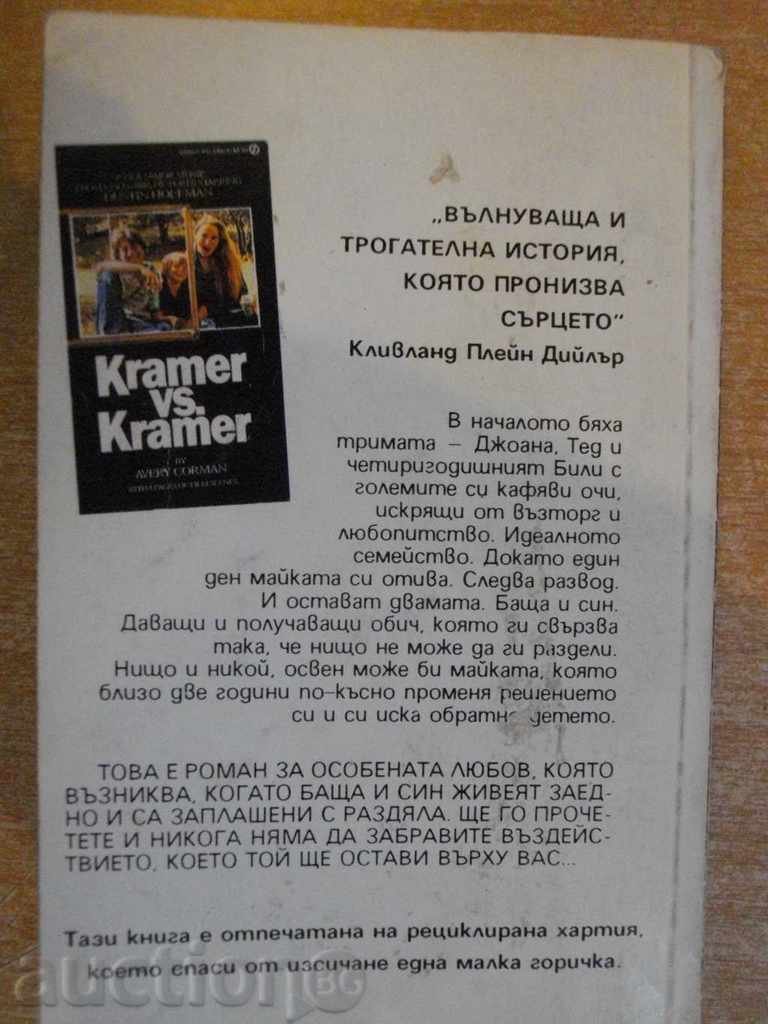 DUSTIN HOFFMAN
Kramer
vs.
Kramer
BY
AVERY CORMAN
„ВЪЛНУВАЩА И
ТРОГАТЕЛНА ИСТОРИЯ,
КОЯТО ПРОНИЗВА
СЪРЦЕТО"
Кливланд Плейн Дийлър
В началото бяха
тримата – Джоана, Тед и
четиригодишният Били с
големите си кафяви очи,
искрящи от възторг и
любопитство. Идеалното
семейство. Докато един
ден майката си отива. Следва развод.
И остават двамата. Баща и син.
Даващи и получаващи обич, която ги свързва
така, че нищо не може да ги раздели.
Нищо и никой, освен може би майката, която
близо две години по-късно променя решението
си и си иска обратно детето.
ТОВА Е РОМАН ЗА ОСОБЕНАТА ЛЮБОВ, КОЯТО
ВЪЗНИКВА, КОГАТО БАЩА И СИН ЖИВЕЯТ ЗАЕД-
НО И СА ЗАПЛАШЕНИ С РАЗДЯЛА. ЩЕ ГО ПРОЧЕ-
ТЕТЕ И НИКОГА НЯМА ДА ЗАБРАВИТЕ ВЪЗДЕЙС-
ТВИЕТО, КОЕТО ТОЙ ЩЕ ОСТАВИ ВЪРХУ ВАС...
Тази книга е отпечатана на рециклирана хартия,
което спаси от изсичане една малка горичка.
auction BG